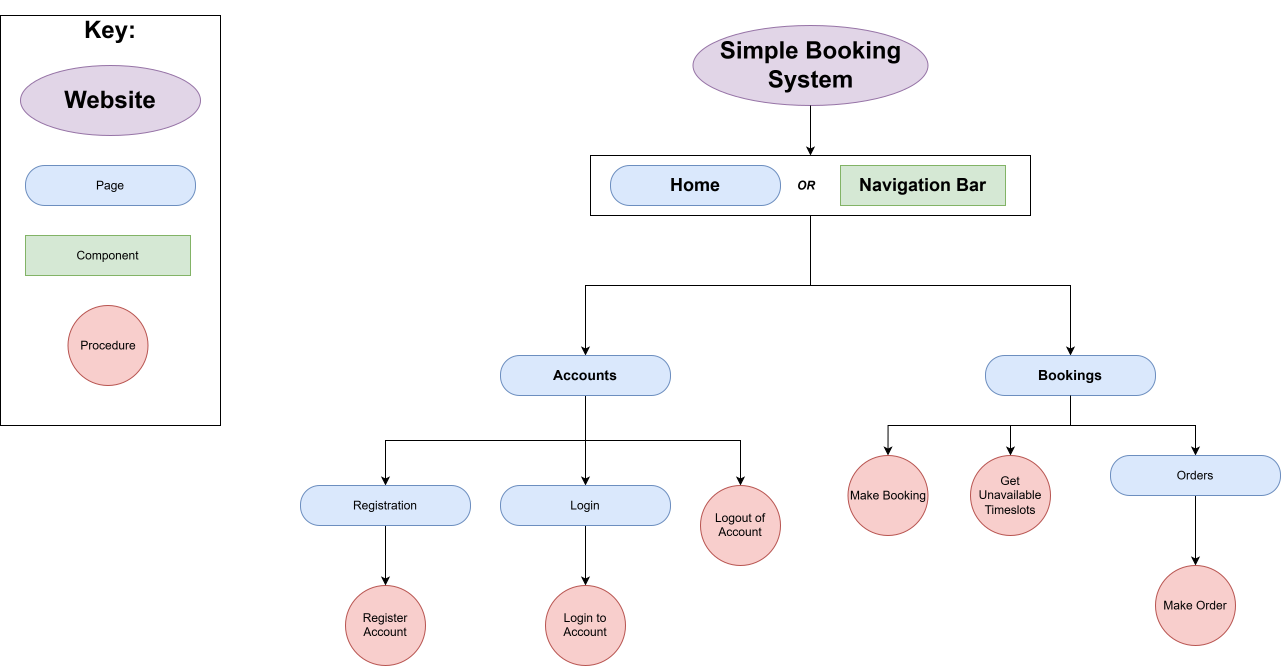 Key:
Website
Page
Component
Procedure
Simple Booking
System
Home
OR
Navigation Bar
Accounts
Bookings
Registration
Login
Logout of
Account
Make Booking
Get
Unavailable
Timeslots
Orders
Register
Account
Login to
Account
Make Order